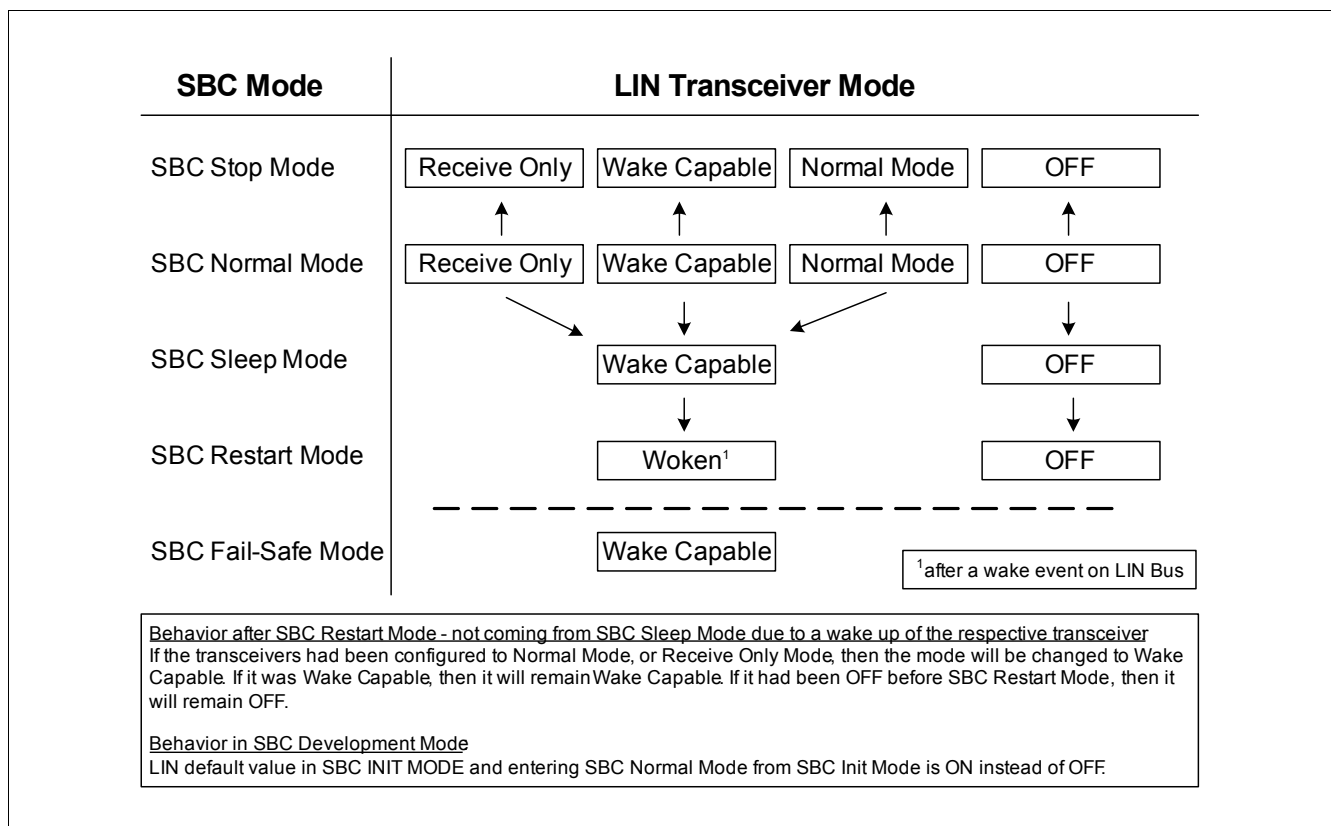 SBC Mode LIN Transceiver Mode
SBC Stop Mode Receive Only Wake Capable Normal Mode OFF
SBC Normal Mode Receive Only Wake Capable Normal Mode OFF
SBC Sleep Mode Wake Capable OFF
SBC Restart Mode Woken¹ OFF
SBC Fail-Safe Mode Wake Capable
¹after a wake event on LIN Bus
Behavior after SBC Restart Mode - not coming from SBC Sleep Mode due to a wake up of the respective transceiver
If the transceivers had been configured to Normal Mode, or Receive Only Mode, then the mode will be changed to Wake
Capable. If it was Wake Capable, then it will remain Wake Capable. If it had been OFF before SBC Restart Mode, then it
will remain OFF.
Behavior in SBC Development Mode
LIN default value in SBC INIT MODE and entering SBC Normal Mode from SBC Init Mode is ON instead of OFF.